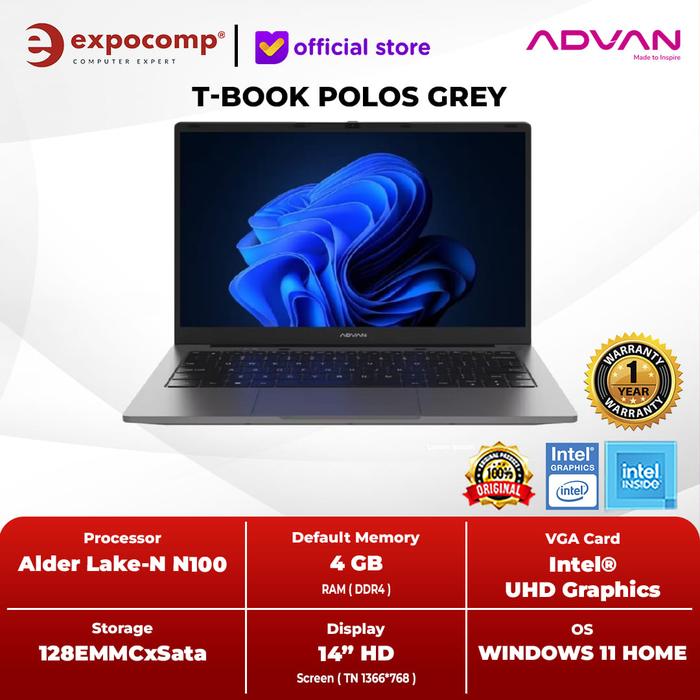 expocomp®
COMPUTER EXPERT
official store
ADVAN
Made to Inspire
T-BOOK POLOS GREY
ADVAN
WARRANTY
1
YEAR
WARRANTY
ORIGINAL PRODUCT
100%
ORIGINAL
Intel®
GRAPHICS
intel
intel
INSIDE
Processor
Alder Lake-N N100
Default Memory
4 GB
RAM ( DDR4 )
VGA Card
Intel®
UHD Graphics
Storage
128EMMCxSata
Display
14” HD
Screen ( TN 1366*768 )
OS
WINDOWS 11 HOME